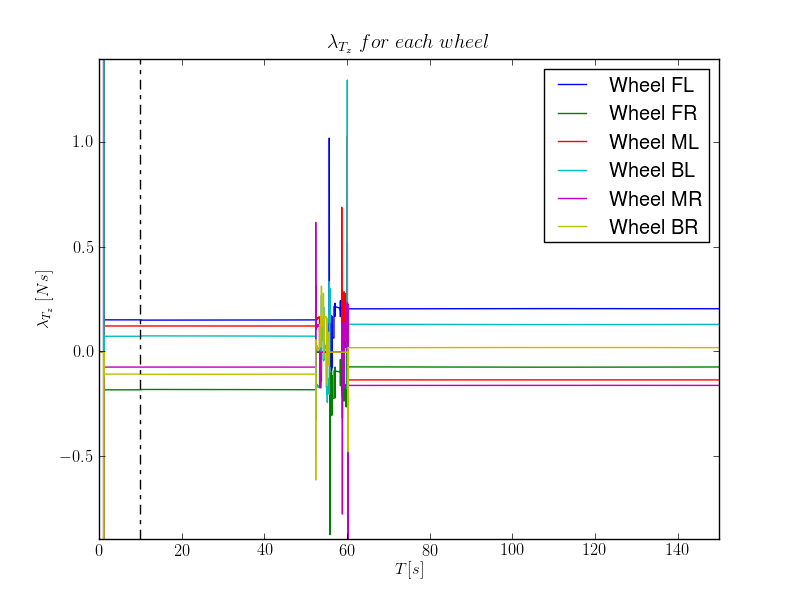 λ_{T_z} for each wheel
Wheel FL
Wheel FR
Wheel ML
Wheel BL
Wheel MR
Wheel BR
λ_{T_z} [Ns]
1.0
0.5
0.0
−0.5
0 20 40 60 80 100 120 140
T[s]